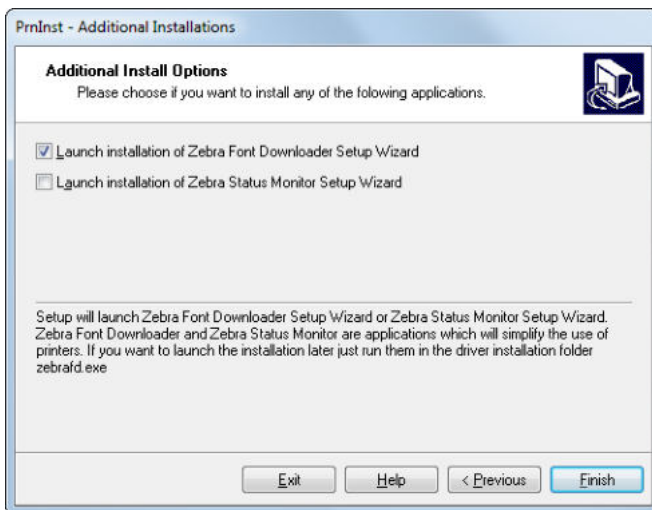 PrnInst - Additional Installations
Additional Install Options
Please choose if you want to install any of the folowing applications.
Launch installation of Zebra Font Downloader Setup Wizard
Launch installation of Zebra Status Monitor Setup Wizard
Setup will launch Zebra Font Downloader Setup Wizard or Zebra Status Monitor Setup Wizard.
Zebra Font Downloader and Zebra Status Monitor are applications which will simplify the use of
printers. If you want to launch the installation later just run them in the driver installation folder
zebrafd.exe
Exit
Help
< Previous
Finish